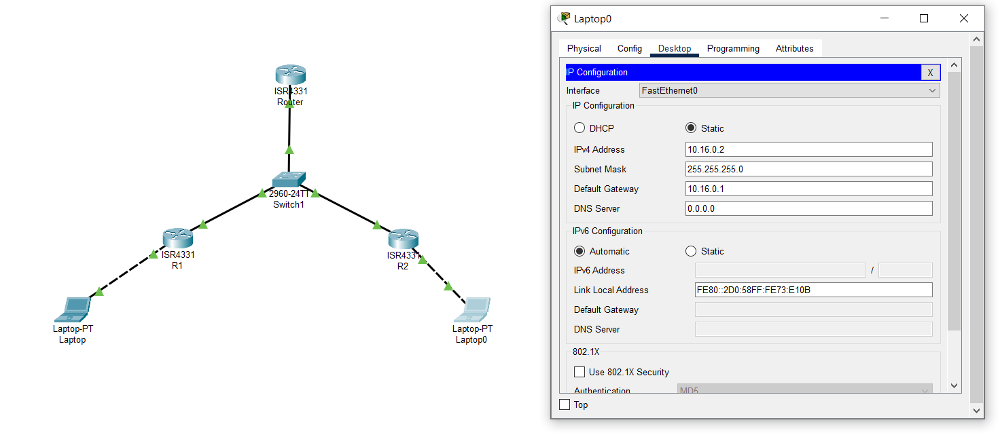 ISR4331
Router
2960-24TT
Switch1
ISR4331
R1
ISR4331
R2
Laptop-PT
Laptop
Laptop-PT
Laptop0
Laptop0
Physical Config Desktop Programming Attributes
IP Configuration X
Interface FastEthernet0
IP Configuration
DHCP Static
IPv4 Address 10.16.0.2
Subnet Mask 255.255.255.0
Default Gateway 10.16.0.1
DNS Server 0.0.0.0
IPv6 Configuration
Automatic Static
IPv6 Address /
Link Local Address FE80::2D0:58FF:FE73:E10B
Default Gateway
DNS Server
802.1X
Use 802.1X Security
Authentication MD5
Top